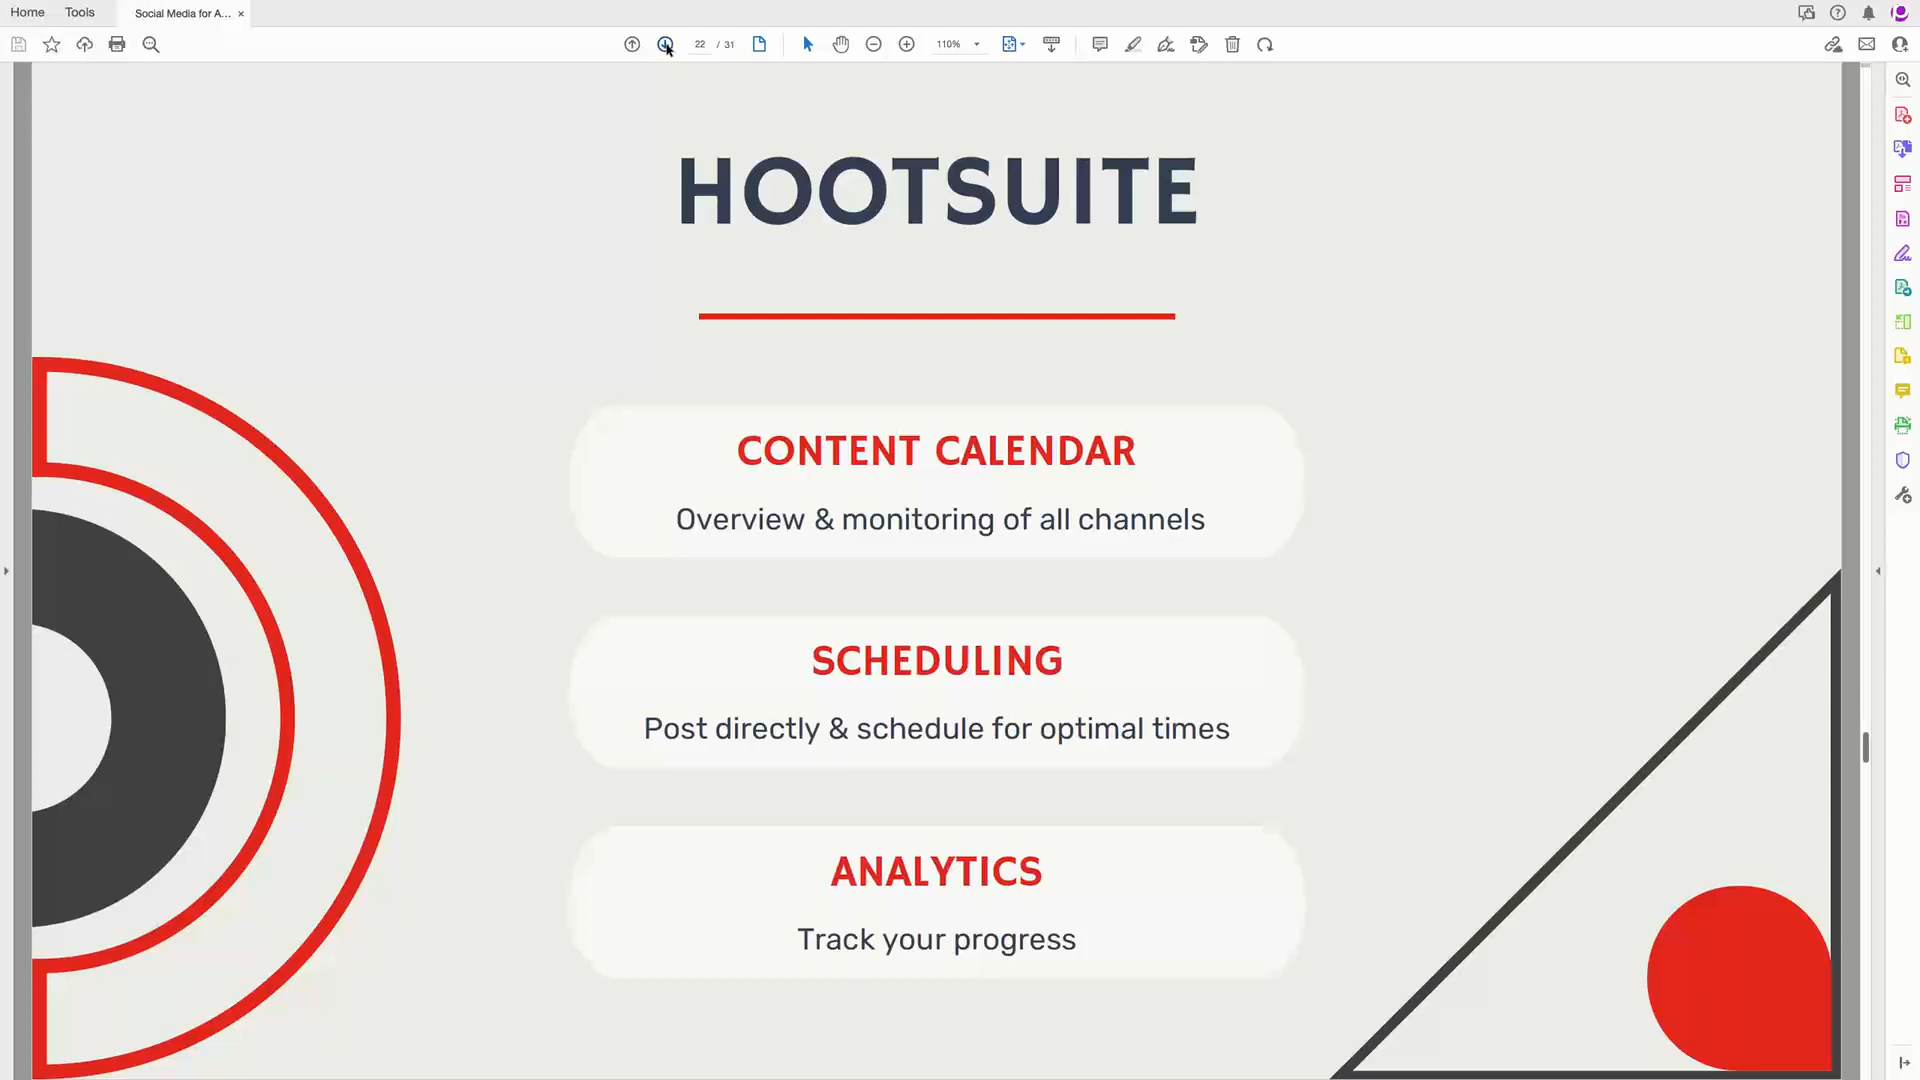 Home Tools Social Media for A... ×
22 / 31 110%
HOOTSUITE
CONTENT CALENDAR
Overview & monitoring of all channels
SCHEDULING
Post directly & schedule for optimal times
ANALYTICS
Track your progress